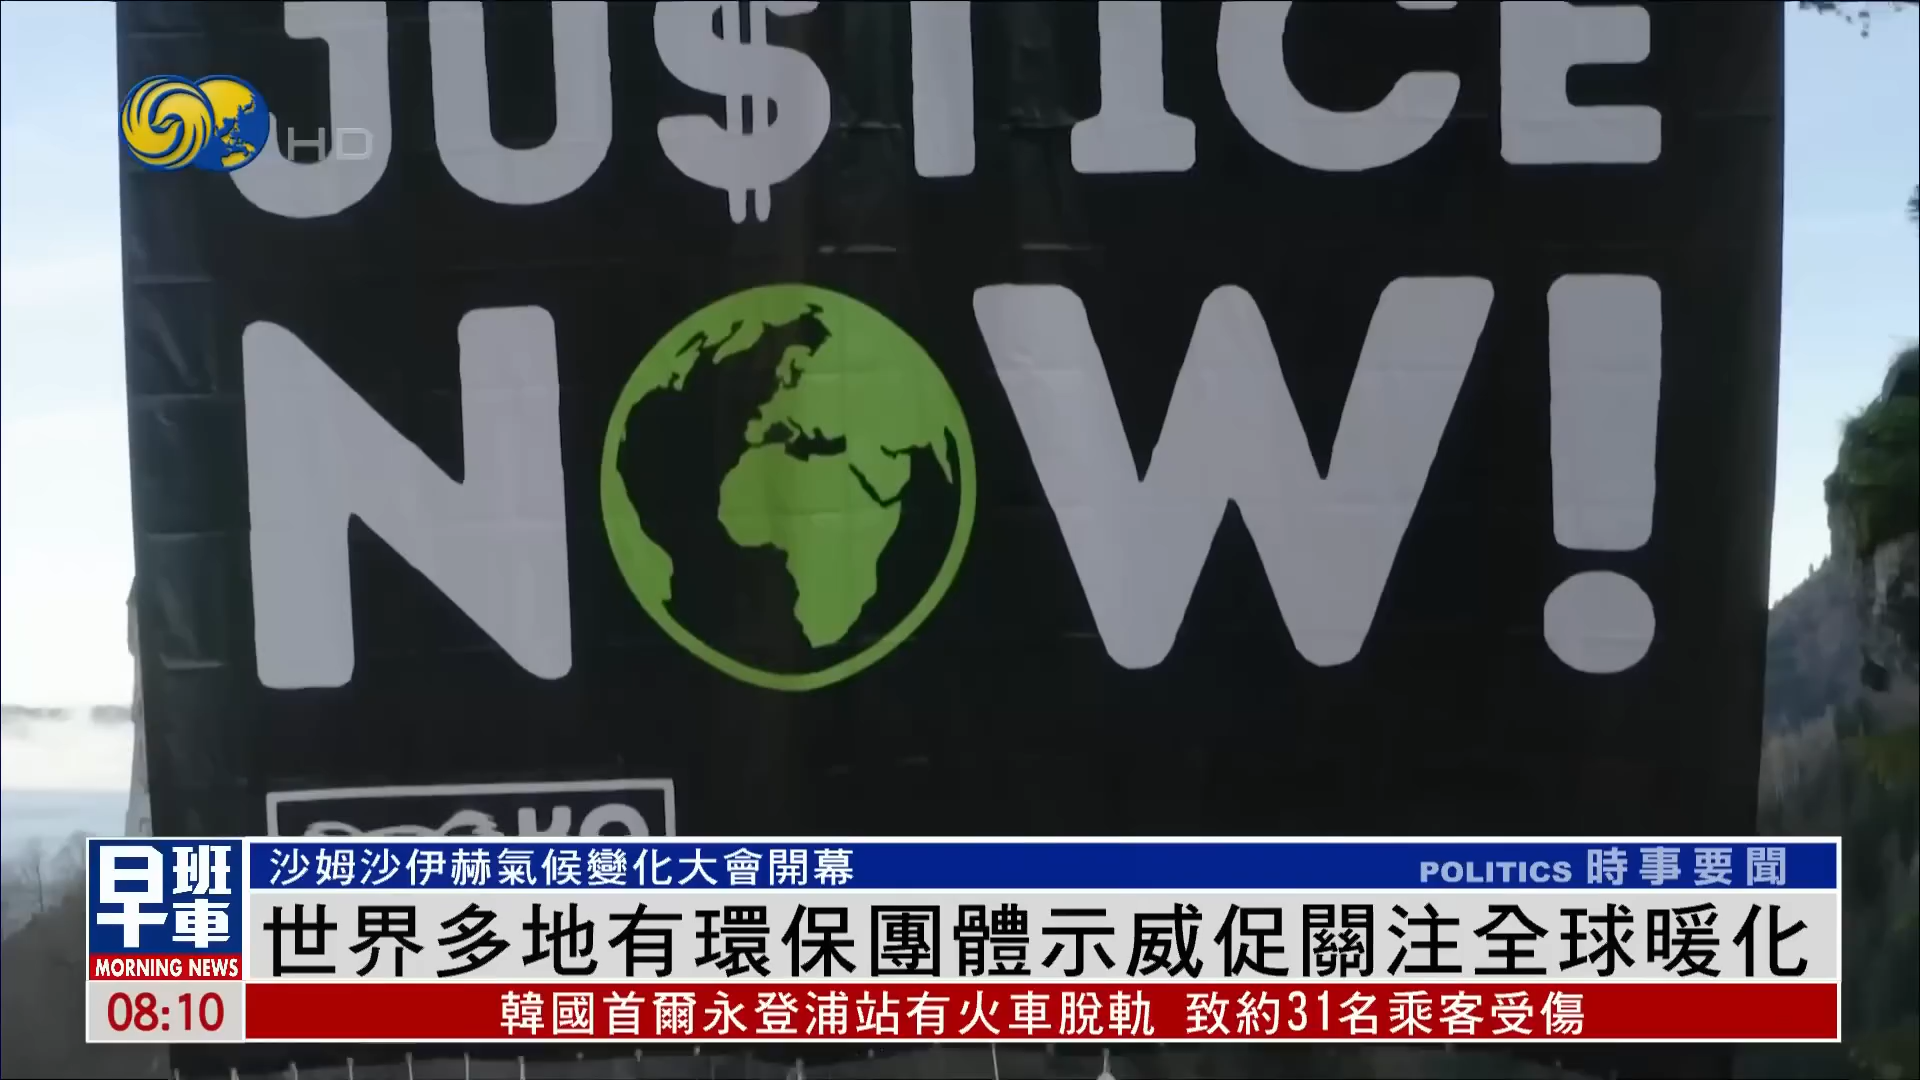 JU$TICE
HD
NOW!
早班車
沙姆沙伊赫氣候變化大會開幕
POLITICS 時事要聞
世界多地有環保團體示威促關注全球暖化
MORNING NEWS
08:10
韓國首爾永登浦站有火車脫軌 致約31名乘客受傷